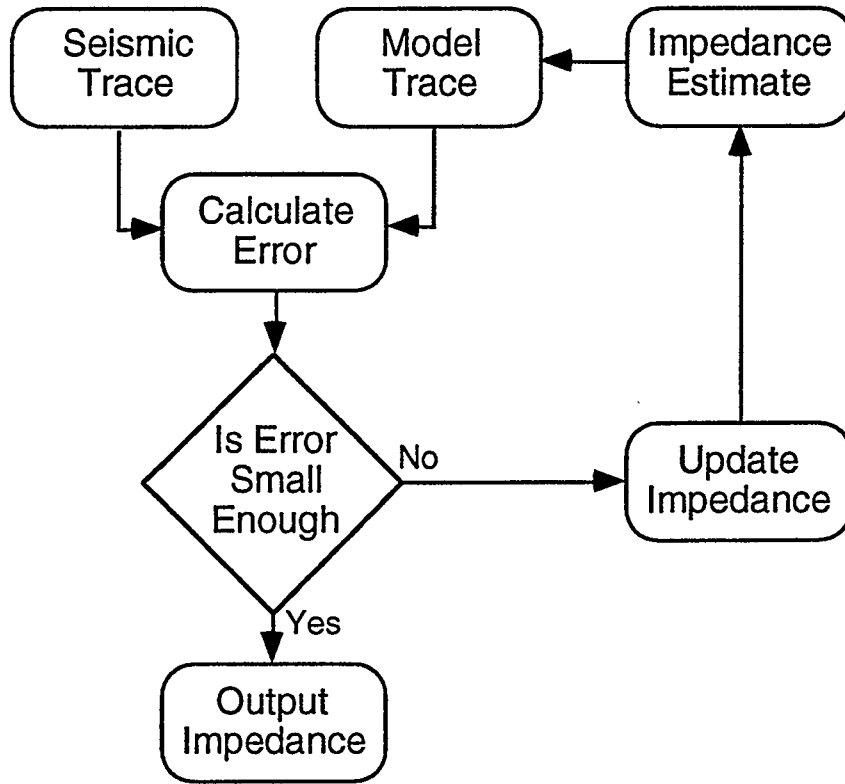 Seismic
Trace
Model
Trace
Impedance
Estimate
Calculate
Error
Is Error
Small
Enough
No
Update
Impedance
Yes
Output
Impedance